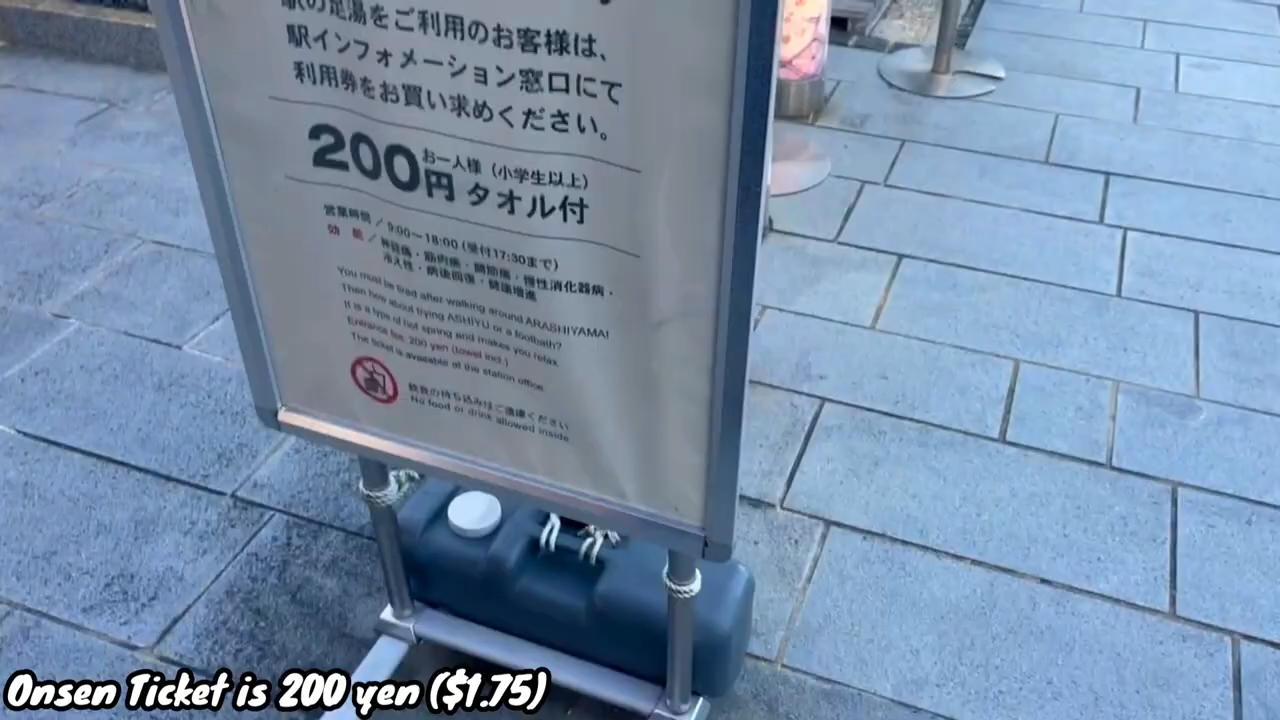 駅の足湯をご利用のお客様は、
駅インフォメーション窓口にて
利用券をお買い求めください。
200円 お一人様（小学生以上）
タオル付
営業時間／9:00〜18:00（受付17:30まで）
効 能／神経痛・筋肉痛・関節痛・慢性消化器病・
冷え性・病後回復・健康増進
You must be tired after walking around ARASHIYAMA!
Then how about trying ASHIYU or a footbath?
It is a type of hot spring and makes you relax.
Entrance fee: 200 yen (towel incl.)
The ticket is available at the station office.
飲食の持ち込みはご遠慮ください
No food or drink allowed inside
Onsen Ticket is 200 yen ($1.75)